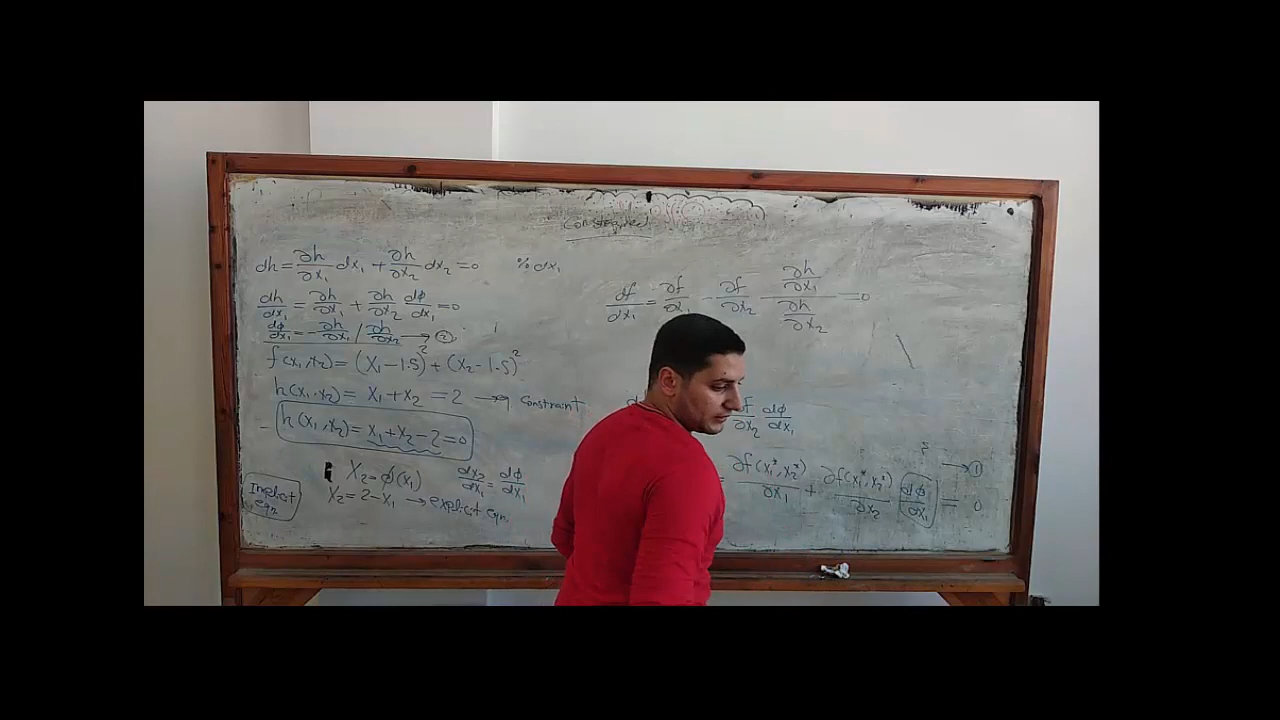 Constrained
dh = ∂h/∂x₁ dx₁ + ∂h/∂x₂ dx₂ = 0 % dx₁
dh/dx₁ = ∂h/∂x₁ + ∂h/∂x₂ dφ/dx₁ = 0
dφ/dx₁ = - ∂h/∂x₁ / ∂h/∂x₂ → ②
f(x₁,x₂) = (x₁-1.5)² + (x₂-1.5)²
h(x₁,x₂) = x₁+x₂ = 2 → constraint
h(x₁,x₂) = x₁+x₂-2=0
x₂ = φ(x₁) dx₂/dx₁ = dφ/dx₁
Implicit eqn.
x₂ = 2-x₁ → explicit eqn.
df/dx₁ = ∂f/∂x₁ - ∂f/∂x₂ (∂h/∂x₁)/(∂h/∂x₂) = 0
∂f/∂x₂ dφ/dx₁
= ∂f(x₁*,x₂*)/∂x₁ + ∂f(x₁*,x₂*)/∂x₂ dφ/dx₁ = 0 → ①